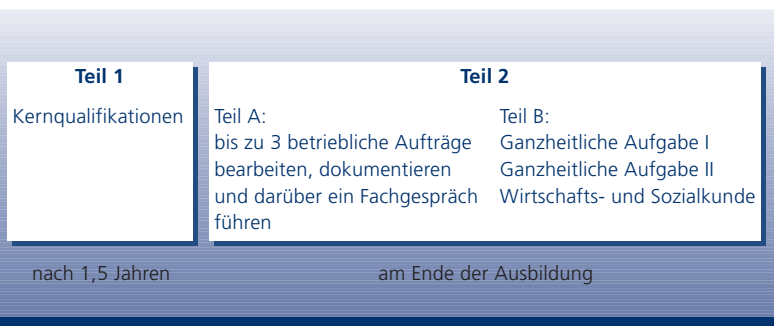 Teil 1
Kernqualifikationen
Teil 2
Teil A:
bis zu 3 betriebliche Aufträge
bearbeiten, dokumentieren
und darüber ein Fachgespräch
führen
Teil B:
Ganzheitliche Aufgabe I
Ganzheitliche Aufgabe II
Wirtschafts- und Sozialkunde
nach 1,5 Jahren
am Ende der Ausbildung